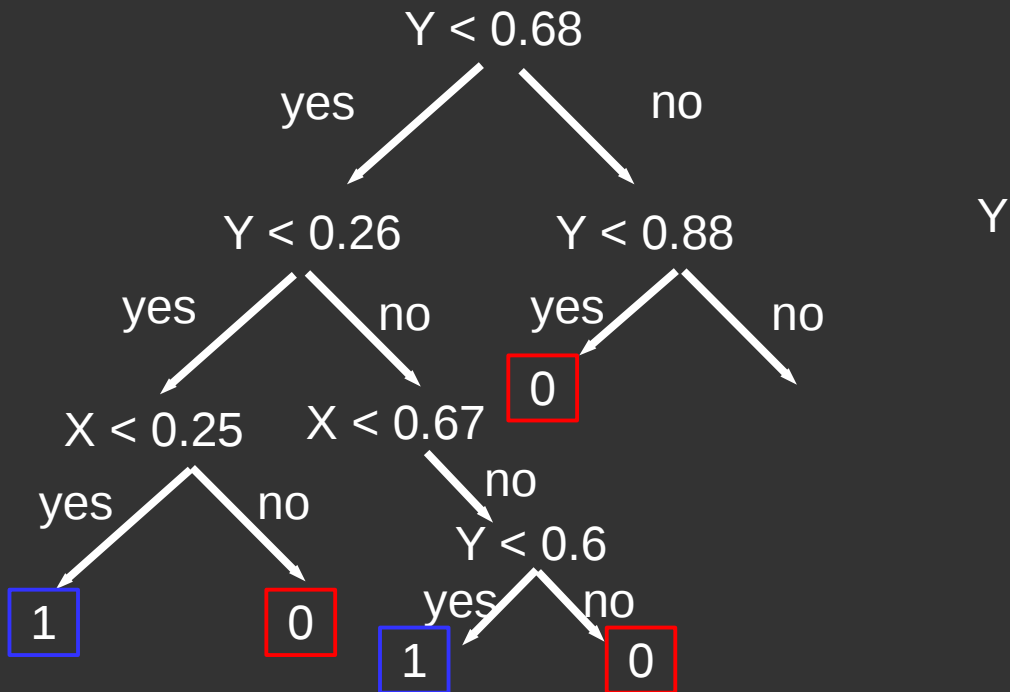 Y < 0.68
yes
no
Y < 0.26
Y < 0.88
Y
yes
no
yes
no
0
X < 0.25
X < 0.67
yes
no
no
Y < 0.6
yes
no
1
0
1
0